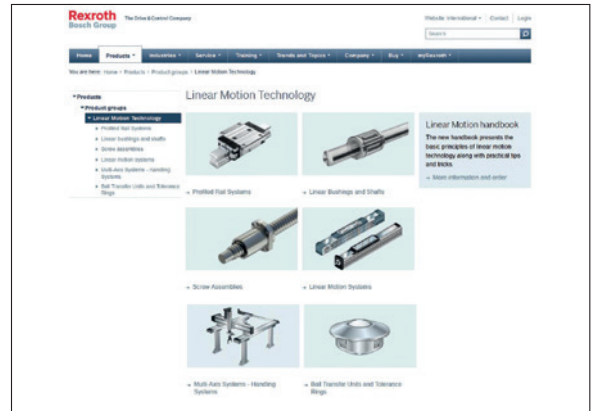 Rexroth
Bosch Group
The Drive & Control Company
Website: International
Contact
Login
Search
Home
Products
Industries
Service
Training
Trends and Topics
Company
Buy
myRexroth
You are here: Home > Products > Product groups > Linear Motion Technology
Products
Product groups
Linear Motion Technology
Profiled Rail Systems
Linear bushings and shafts
Screw assemblies
Linear motion systems
Multi-Axis Systems - Handling
Systems
Ball Transfer Units and Tolerance
Rings
Linear Motion Technology
Profiled Rail Systems
Linear Bushings and Shafts
Screw Assemblies
Linear Motion Systems
Multi-Axis Systems - Handling
Systems
Ball Transfer Units and Tolerance
Rings
Linear Motion handbook
The new handbook presents the
basic principles of linear motion
technology along with practical tips
and tricks.
More information and order